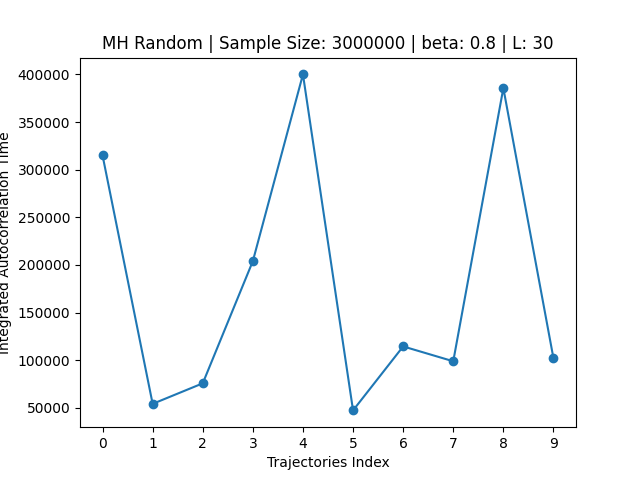 MH Random | Sample Size: 3000000 | beta: 0.8 | L: 30
400000
350000
300000
250000
200000
150000
100000
50000
Integrated Autocorrelation Time
0 1 2 3 4 5 6 7 8 9
Trajectories Index